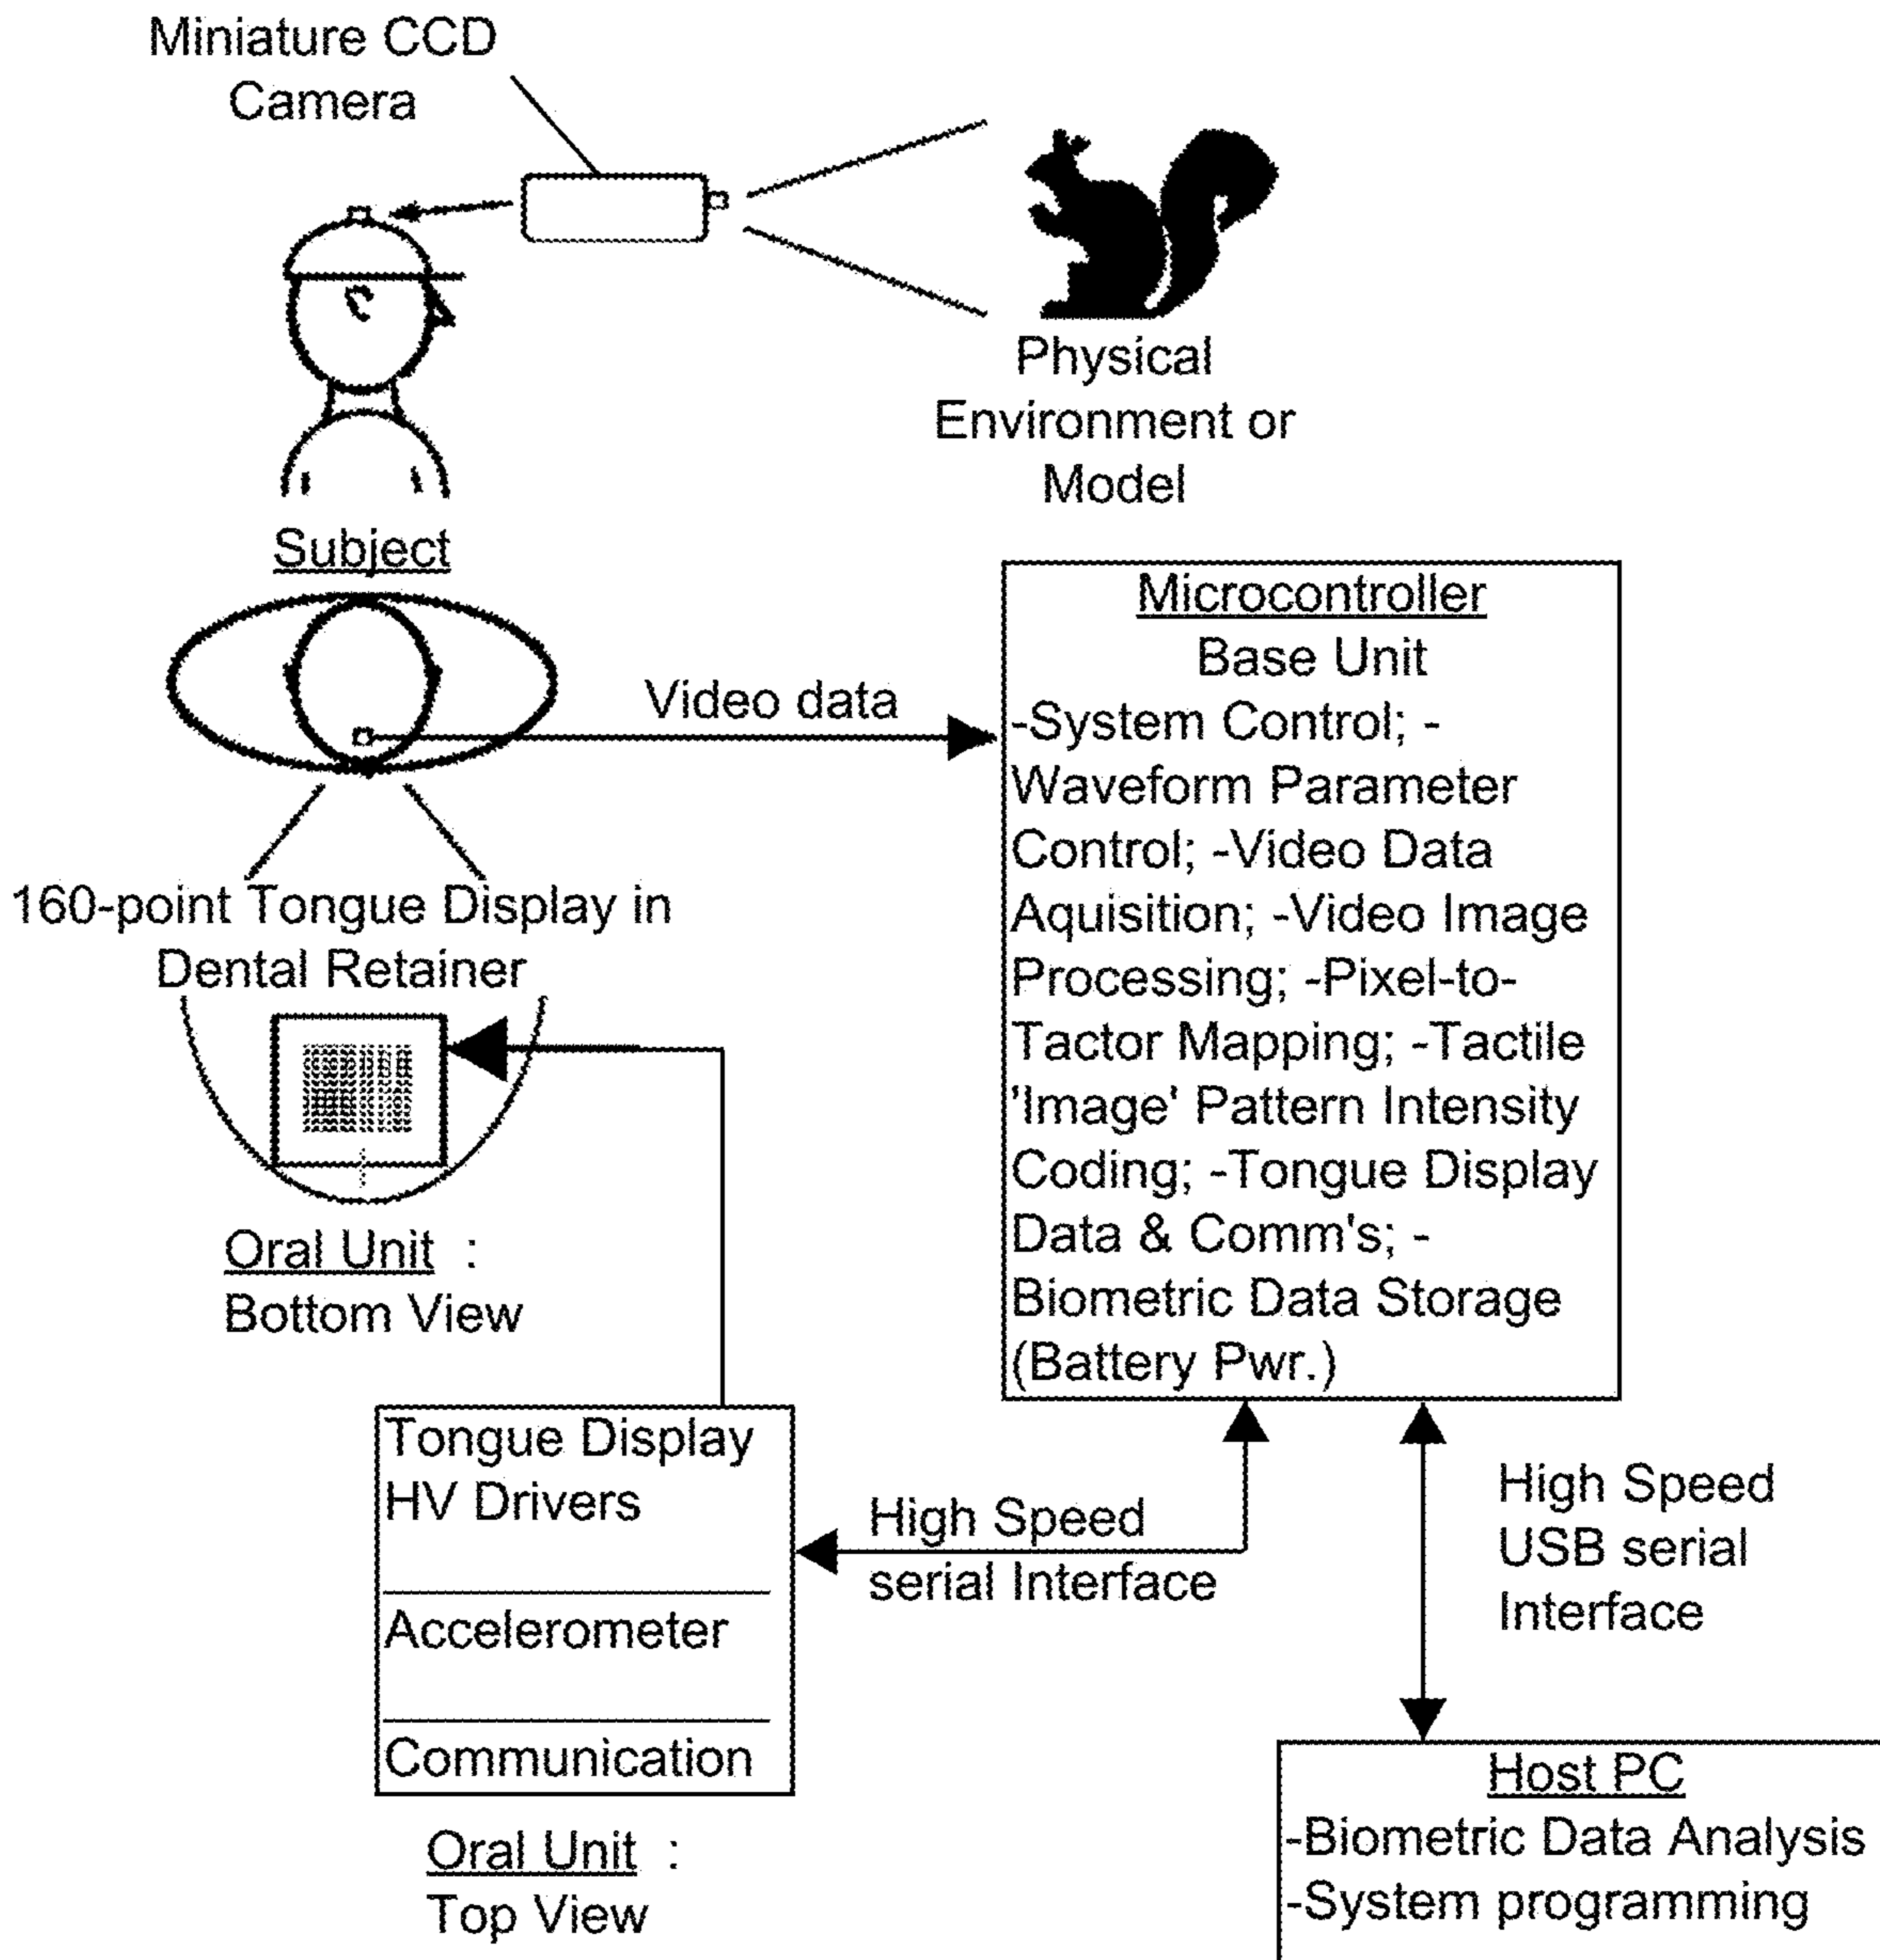 Miniature CCD
Camera
Physical
Environment or
Model
Subject
Video data
Microcontroller
Base Unit
-System Control; -
Waveform Parameter
Control; -Video Data
Aquisition; -Video Image
Processing; -Pixel-to-
Tactor Mapping; -Tactile
'Image' Pattern Intensity
Coding; -Tongue Display
Data & Comm's; -
Biometric Data Storage
(Battery Pwr.)
160-point Tongue Display in
Dental Retainer
Oral Unit :
Bottom View
Tongue Display
HV Drivers
Accelerometer
Communication
Oral Unit :
Top View
High Speed
serial Interface
High Speed
USB serial
Interface
Host PC
-Biometric Data Analysis
-System programming